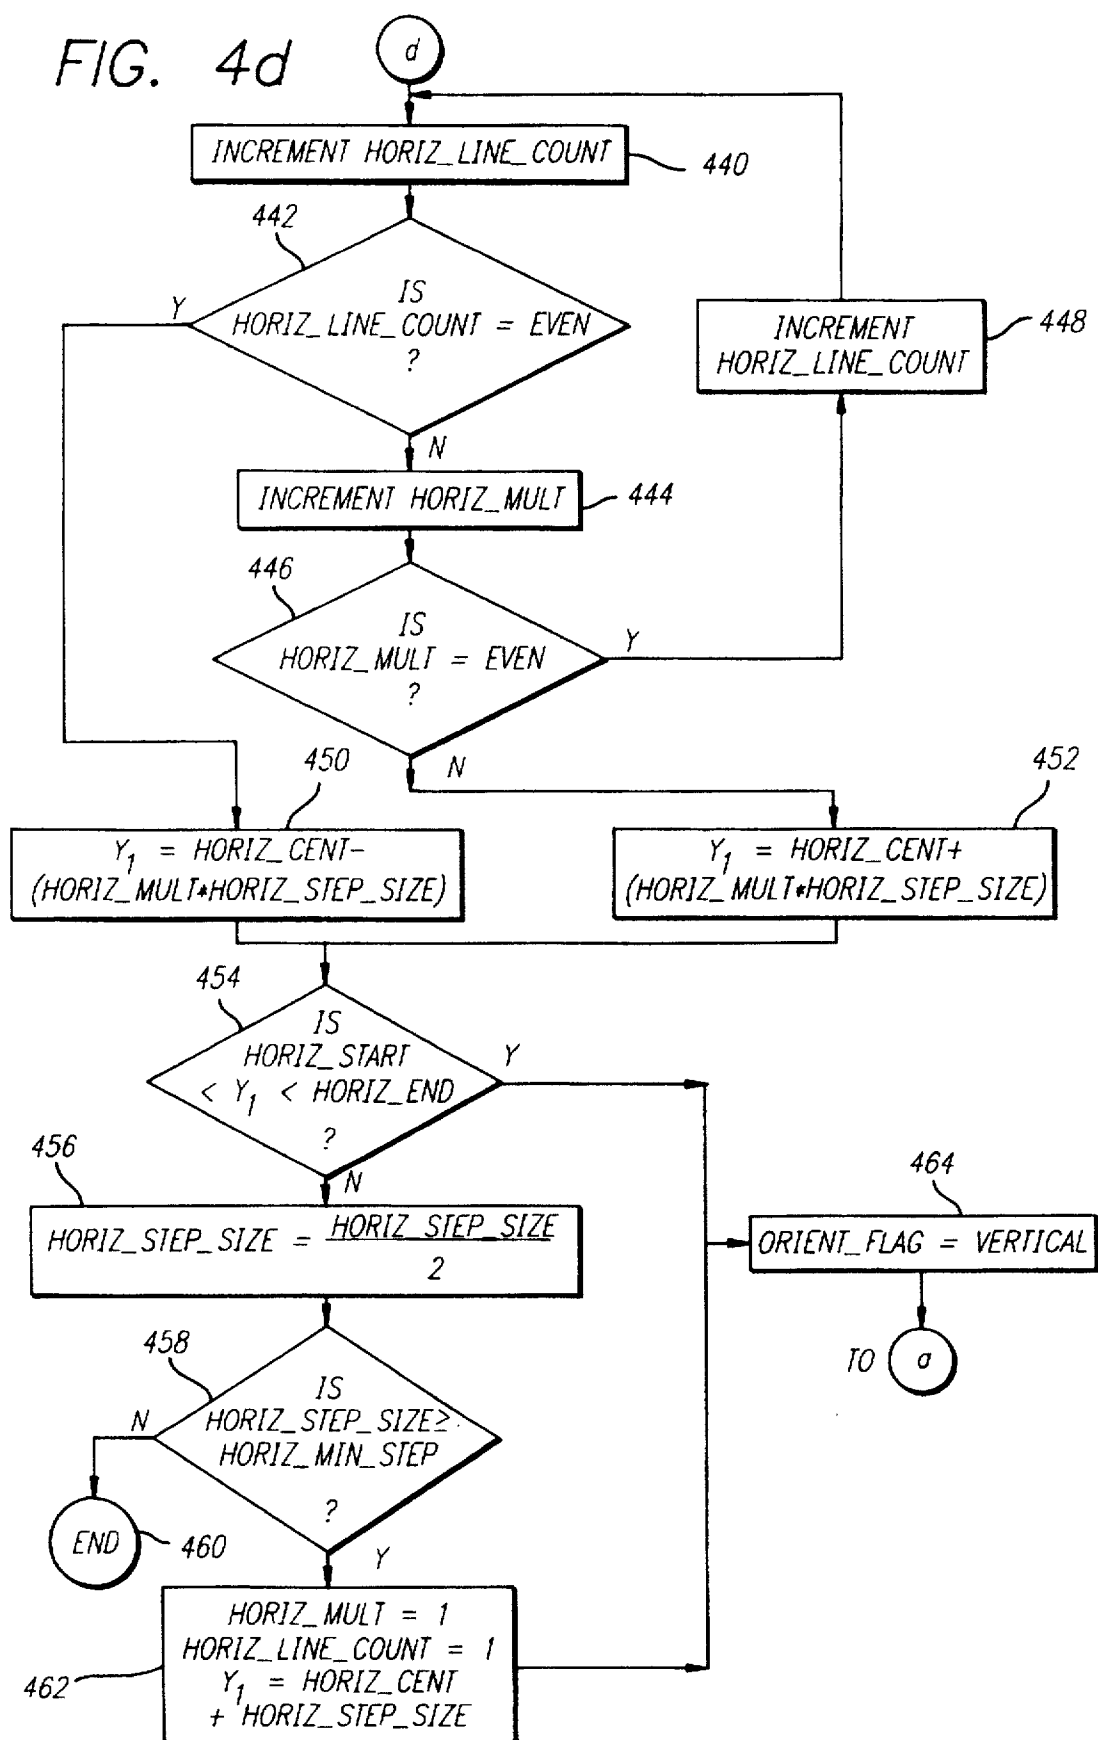 FIG. 4d
d
INCREMENT HORIZ_LINE_COUNT
440
442
IS
HORIZ_LINE_COUNT = EVEN
?
Y
N
INCREMENT
HORIZ_LINE_COUNT
448
INCREMENT HORIZ_MULT
444
446
IS
HORIZ_MULT = EVEN
?
Y
N
450
Y1 = HORIZ_CENT-
(HORIZ_MULT*HORIZ_STEP_SIZE)
452
Y1 = HORIZ_CENT+
(HORIZ_MULT*HORIZ_STEP_SIZE)
454
IS
HORIZ_START
< Y1 < HORIZ_END
?
Y
N
456
HORIZ_STEP_SIZE = HORIZ_STEP_SIZE
2
464
ORIENT_FLAG = VERTICAL
TO a
458
IS
HORIZ_STEP_SIZE≥
HORIZ_MIN_STEP
?
N
Y
END
460
HORIZ_MULT = 1
HORIZ_LINE_COUNT = 1
Y1 = HORIZ_CENT
+ HORIZ_STEP_SIZE
462